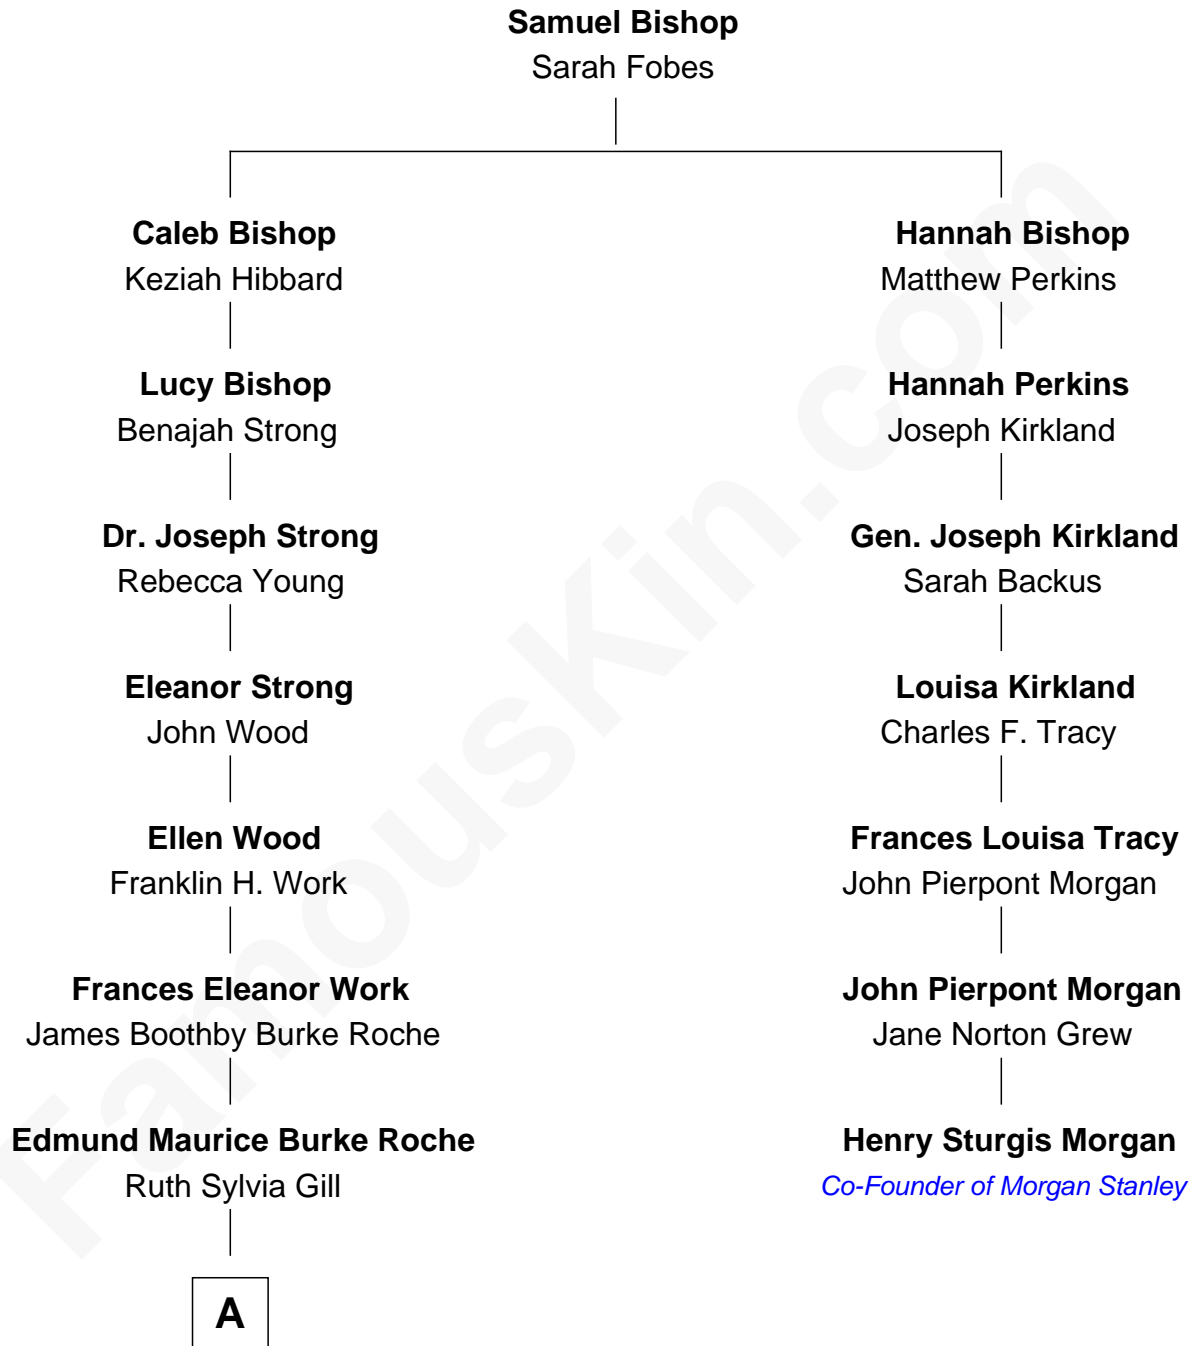 Samuel Bishop
Sarah Fobes
Caleb Bishop
Keziah Hibbard
Hannah Bishop
Matthew Perkins
Lucy Bishop
Benajah Strong
Hannah Perkins
Joseph Kirkland
Dr. Joseph Strong
Rebecca Young
Gen. Joseph Kirkland
Sarah Backus
Eleanor Strong
John Wood
Louisa Kirkland
Charles F. Tracy
Ellen Wood
Franklin H. Work
Frances Louisa Tracy
John Pierpont Morgan
Frances Eleanor Work
James Boothby Burke Roche
John Pierpont Morgan
Jane Norton Grew
Edmund Maurice Burke Roche
Ruth Sylvia Gill
Henry Sturgis Morgan
Co-Founder of Morgan Stanley
A
FamousKin.com